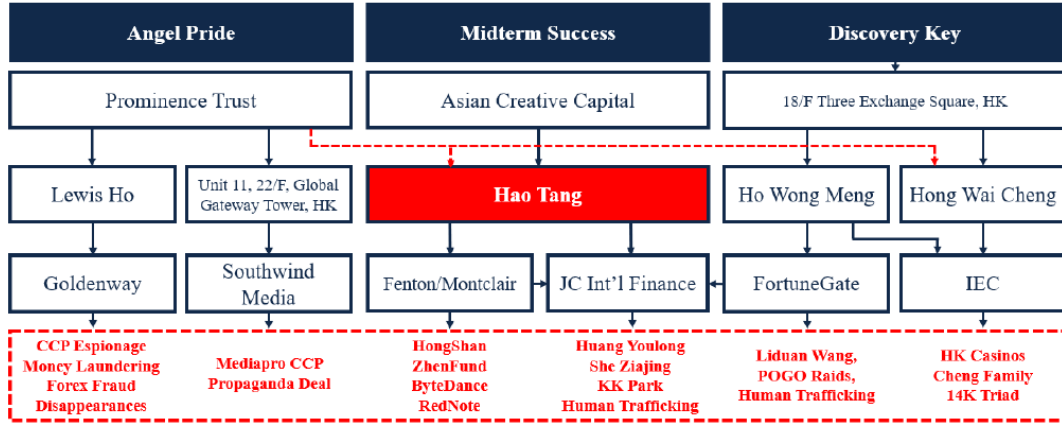 Angel Pride
Midterm Success
Discovery Key
Prominence Trust
Asian Creative Capital
18/F Three Exchange Square, HK
Lewis Ho
Unit 11, 22/F, Global
Gateway Tower, HK
Hao Tang
Ho Wong Meng
Hong Wai Cheng
Goldenway
Southwind
Media
Fenton/Montclair
JC Int'l Finance
FortuneGate
IEC
CCP Espionage
Money Laundering
Forex Fraud
Disappearances
Mediapro CCP
Propaganda Deal
HongShan
ZhenFund
ByteDance
RedNote
Huang Youlong
She Ziajing
KK Park
Human Trafficking
Liduan Wang,
POGO Raids,
Human Trafficking
HK Casinos
Cheng Family
14K Triad